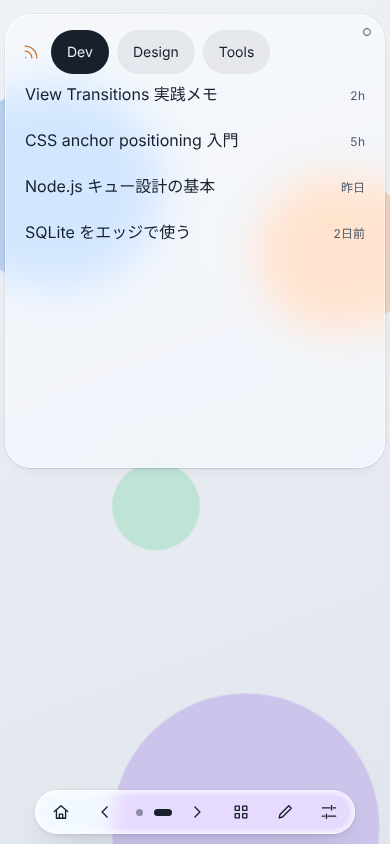 Dev Design Tools
View Transitions 実践メモ 2h
CSS anchor positioning 入門 5h
Node.js キュー設計の基本 昨日
SQLite をエッジで使う 2日前